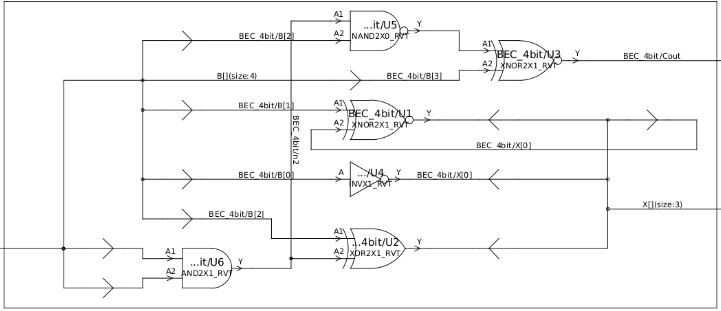 A1
...it/U5
Y
BEC_4bit/B[2]
A2
NAND2X0_RVT
A1
BEC_4bit/U3
Y
BEC_4bit/Cout
A2
XNOR2X1_RVT
B[](size:4)
BEC_4bit/B[3]
BEC_4bit/B[1]
A1
BEC_4bit/U1
Y
A2
XNOR2X1_RVT
BEC_4bit/n2
BEC_4bit/X[0]
BEC_4bit/B[0]
A
.../U4
Y
BEC_4bit/X[0]
INVX1_RVT
X[](size:3)
BEC_4bit/B[2]
A1
...4bit/U2
Y
A2
XOR2X1_RVT
A1
...it/U6
Y
A2
AND2X1_RVT